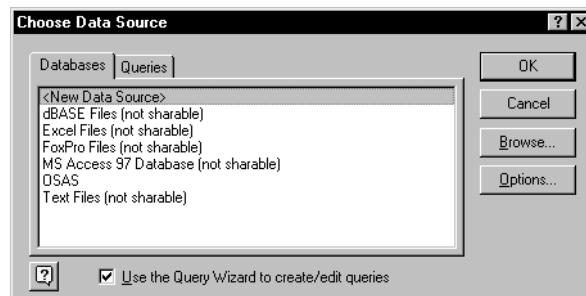 Choose Data Source
Databases
Queries
<New Data Source>
dBASE Files (not sharable)
Excel Files (not sharable)
FoxPro Files (not sharable)
MS Access 97 Database (not sharable)
OSAS
Text Files (not sharable)
OK
Cancel
Browse...
Options...
Use the Query Wizard to create/edit queries